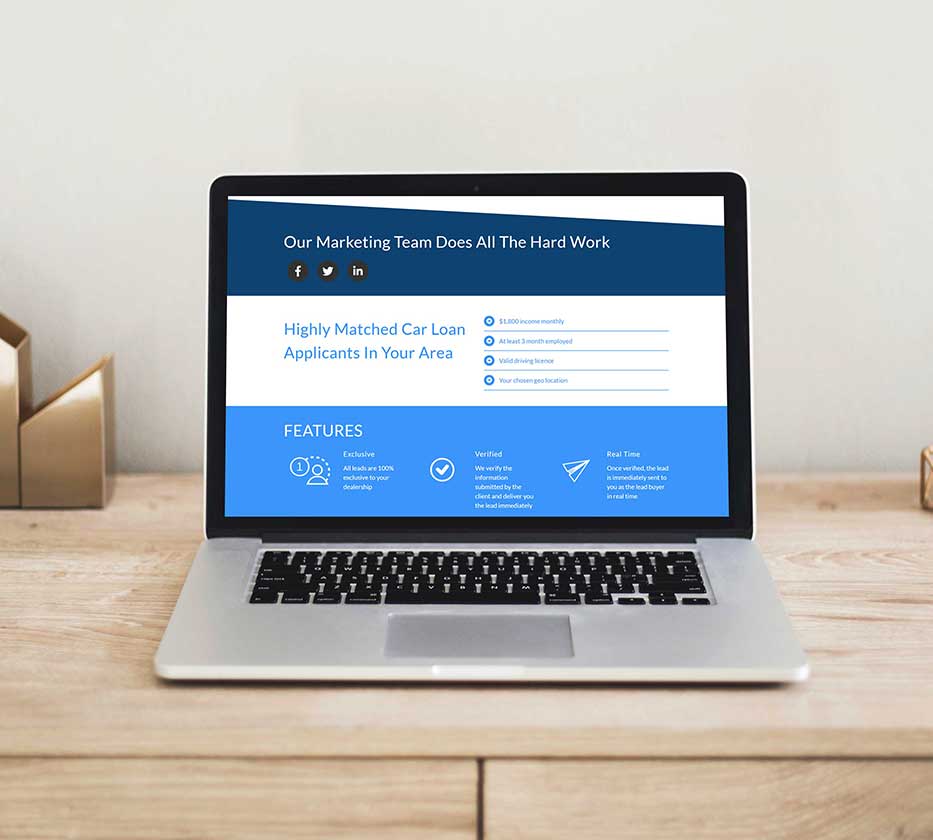 Our Marketing Team Does All The Hard Work
f
in
Highly Matched Car Loan
Applicants In Your Area
$1,800 income monthly
At least 3 month employed
Valid driving licence
Your chosen geo location
FEATURES
1
Exclusive
All leads are 100%
exclusive to your
dealership
Verified
We verify the
information
submitted by the
client and deliver you
the lead immediately
Real Time
Once verified, the lead
is immediately sent to
you as the lead buyer
in real time